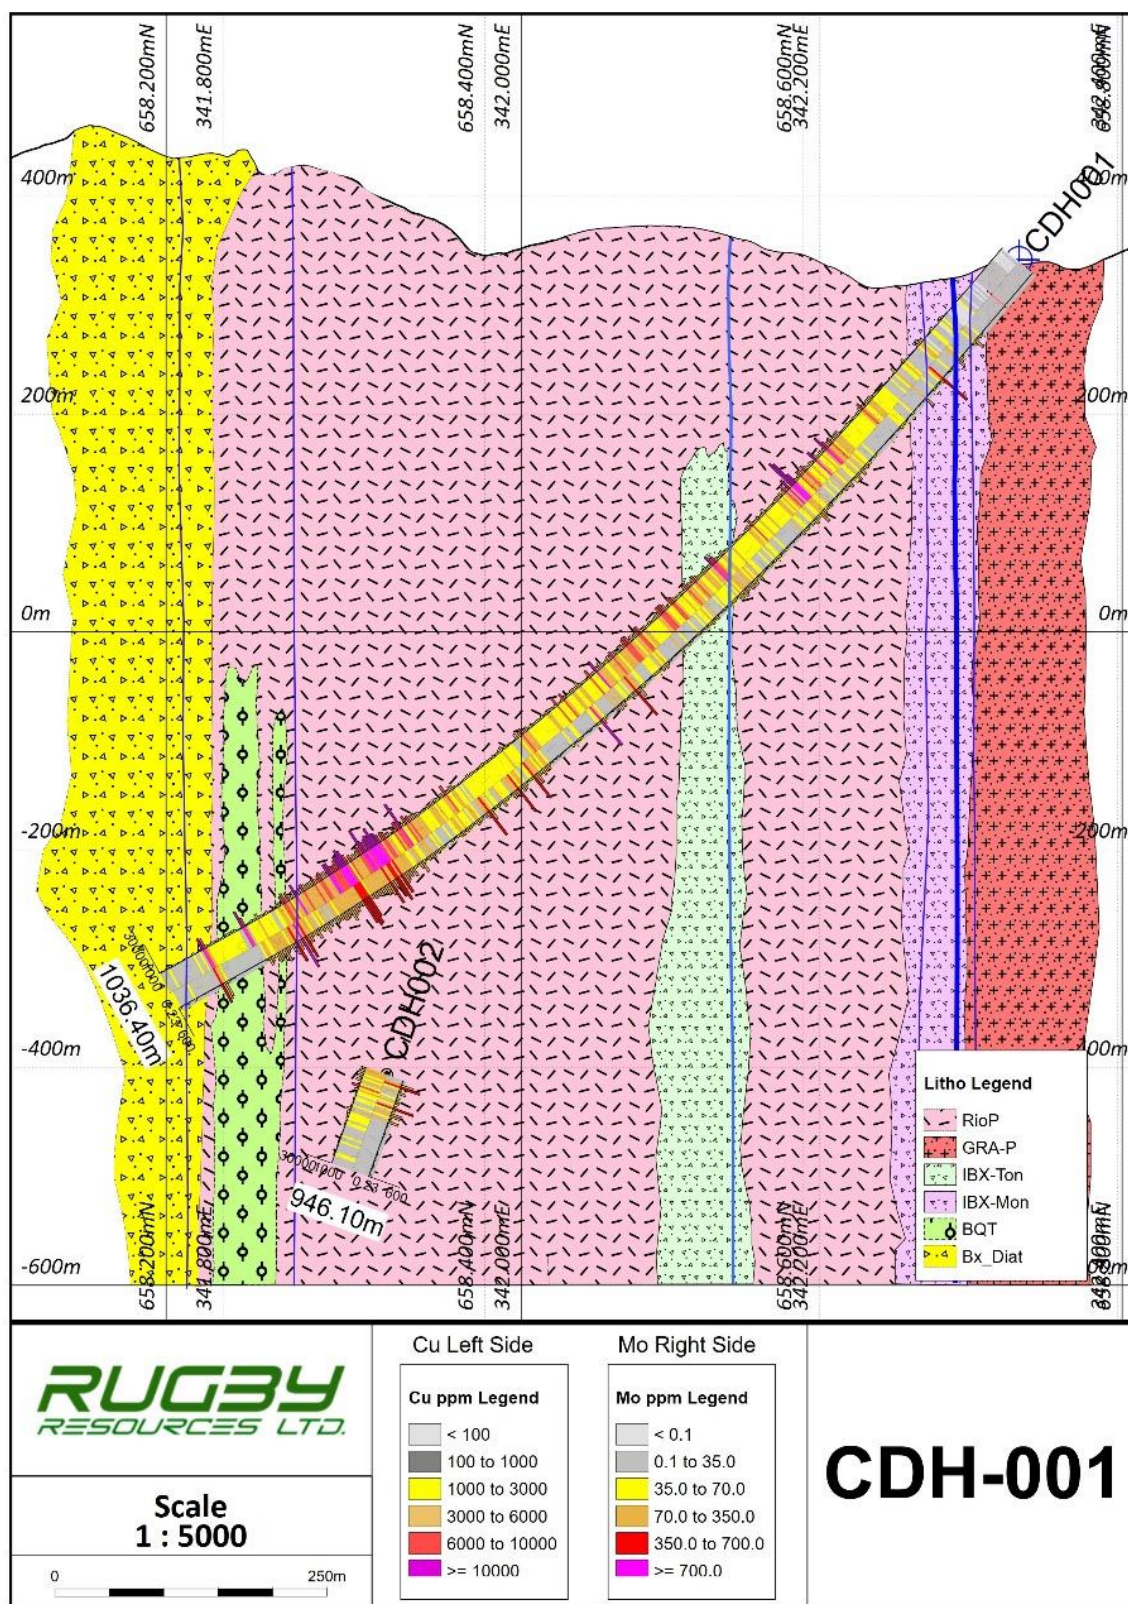 658.200mN
341.800mE
658.400mN
342.000mE
658.600mN
342.200mE
342.400mE
CDH001
400m
200m
200m
0m
0m
-200m
-200m
-400m
-600m
1036.40m
CDH002
946.10m
Litho Legend
RioP
GRA-P
IBX-Ton
IBX-Mon
BQT
Bx_Diat
658.200mN
341.800mE
658.400mN
342.000mE
658.600mN
342.200mE
RUGBY
RESOURCES LTD.
Scale
1 : 5000
0
250m
Cu Left Side
Cu ppm Legend
< 100
100 to 1000
1000 to 3000
3000 to 6000
6000 to 10000
>= 10000
Mo Right Side
Mo ppm Legend
< 0.1
0.1 to 35.0
35.0 to 70.0
70.0 to 350.0
350.0 to 700.0
>= 700.0
CDH-001